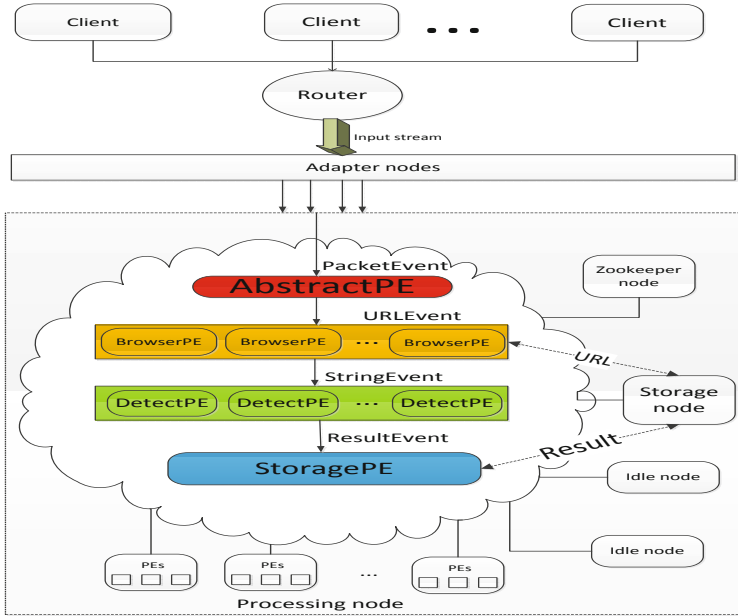 Client
Client
• • •
Client
Router
Input stream
Adapter nodes
PacketEvent
AbstractPE
Zookeeper
node
URLEvent
BrowserPE
BrowserPE
...
BrowserPE
URL
StringEvent
Storage
node
DetectPE
DetectPE
...
DetectPE
ResultEvent
Result
StoragePE
Idle node
Idle node
PEs
PEs
...
PEs
Processing node